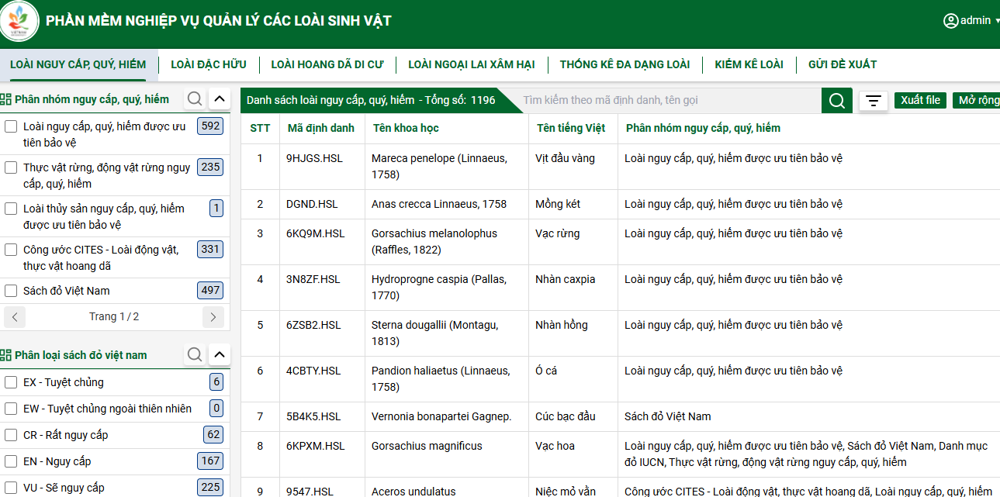 PHẦN MỀM NGHIỆP VỤ QUẢN LÝ CÁC LOÀI SINH VẬT
admin
LOÀI NGUY CẤP, QUÝ, HIẾM
LOÀI ĐẶC HỮU
LOÀI HOANG DÃ DI CƯ
LOÀI NGOẠI LAI XÂM HẠI
THỐNG KÊ ĐA DẠNG LOÀI
KIỂM KÊ LOÀI
GỬI ĐỀ XUẤT
Phân nhóm nguy cấp, quý, hiếm
Loài nguy cấp, quý, hiếm được ưu
tiên bảo vệ
592
Thực vật rừng, động vật rừng nguy
cấp, quý, hiếm
235
Loài thủy sản nguy cấp, quý, hiếm
được ưu tiên bảo vệ
1
Công ước CITES - Loài động vật,
thực vật hoang dã
331
Sách đỏ Việt Nam
497
Trang 1 / 2
Phân loại sách đỏ việt nam
EX - Tuyệt chủng
6
EW - Tuyệt chủng ngoài thiên nhiên
0
CR - Rất nguy cấp
62
EN - Nguy cấp
167
VU - Sẽ nguy cấp
225
Danh sách loài nguy cấp, quý, hiếm - Tổng số: 1196
Tìm kiếm theo mã định danh, tên gọi
Xuất file
Mở rộng
STT Mã định danh Tên khoa học Tên tiếng Việt Phân nhóm nguy cấp, quý, hiếm
1 9HJGS.HSL Mareca penelope (Linnaeus, Vịt đầu vàng Loài nguy cấp, quý, hiếm được ưu tiên bảo vệ
1758)
2 DGND.HSL Anas crecca Linnaeus, 1758 Mồng két Loài nguy cấp, quý, hiếm được ưu tiên bảo vệ
3 6KQ9M.HSL Gorsachius melanolophus Vạc rừng Loài nguy cấp, quý, hiếm được ưu tiên bảo vệ
(Raffles, 1822)
4 3N8ZF.HSL Hydroprogne caspia (Pallas, Nhàn caxpia Loài nguy cấp, quý, hiếm được ưu tiên bảo vệ
1770)
5 6ZSB2.HSL Sterna dougallii (Montagu, Nhàn hồng Loài nguy cấp, quý, hiếm được ưu tiên bảo vệ
1813)
6 4CBTY.HSL Pandion haliaetus (Linnaeus, Ó cá Loài nguy cấp, quý, hiếm được ưu tiên bảo vệ
1758)
7 5B4K5.HSL Vernonia bonapartei Gagnep. Cúc bạc đầu Sách đỏ Việt Nam
8 6KPXM.HSL Gorsachius magnificus Vạc hoa Loài nguy cấp, quý, hiếm được ưu tiên bảo vệ, Sách đỏ Việt Nam, Danh mục
đỏ IUCN, Thực vật rừng, động vật rừng nguy cấp, quý, hiếm
9 9547.HSL Aceros undulatus Niệc mỏ vằn Công ước CITES - Loài động vật, thực vật hoang dã, Loài nguy cấp, quý, hiếm